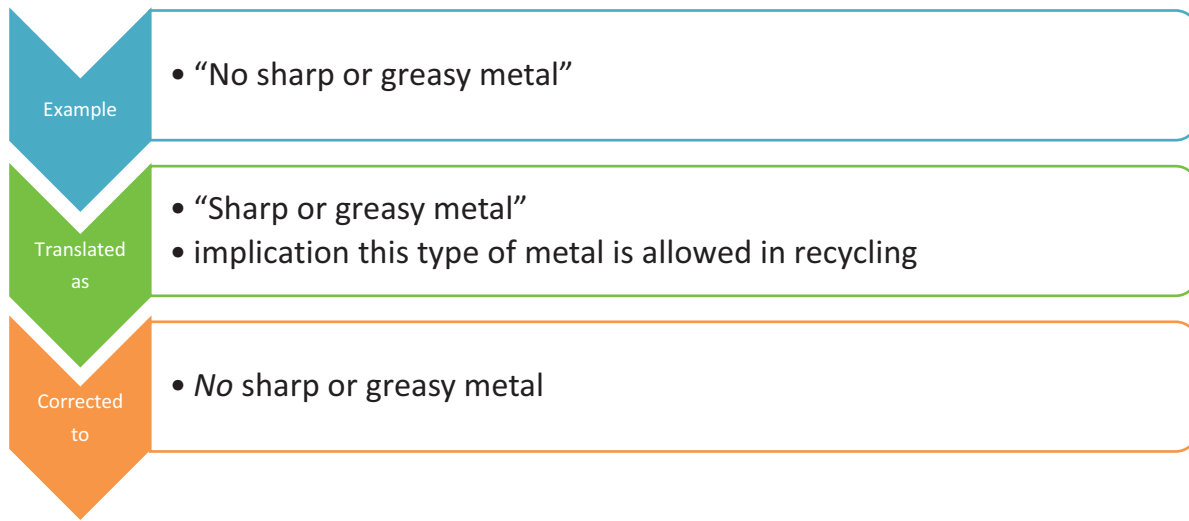 Example
• “No sharp or greasy metal”
Translated
as
• “Sharp or greasy metal”
• implication this type of metal is allowed in recycling
Corrected
to
• No sharp or greasy metal